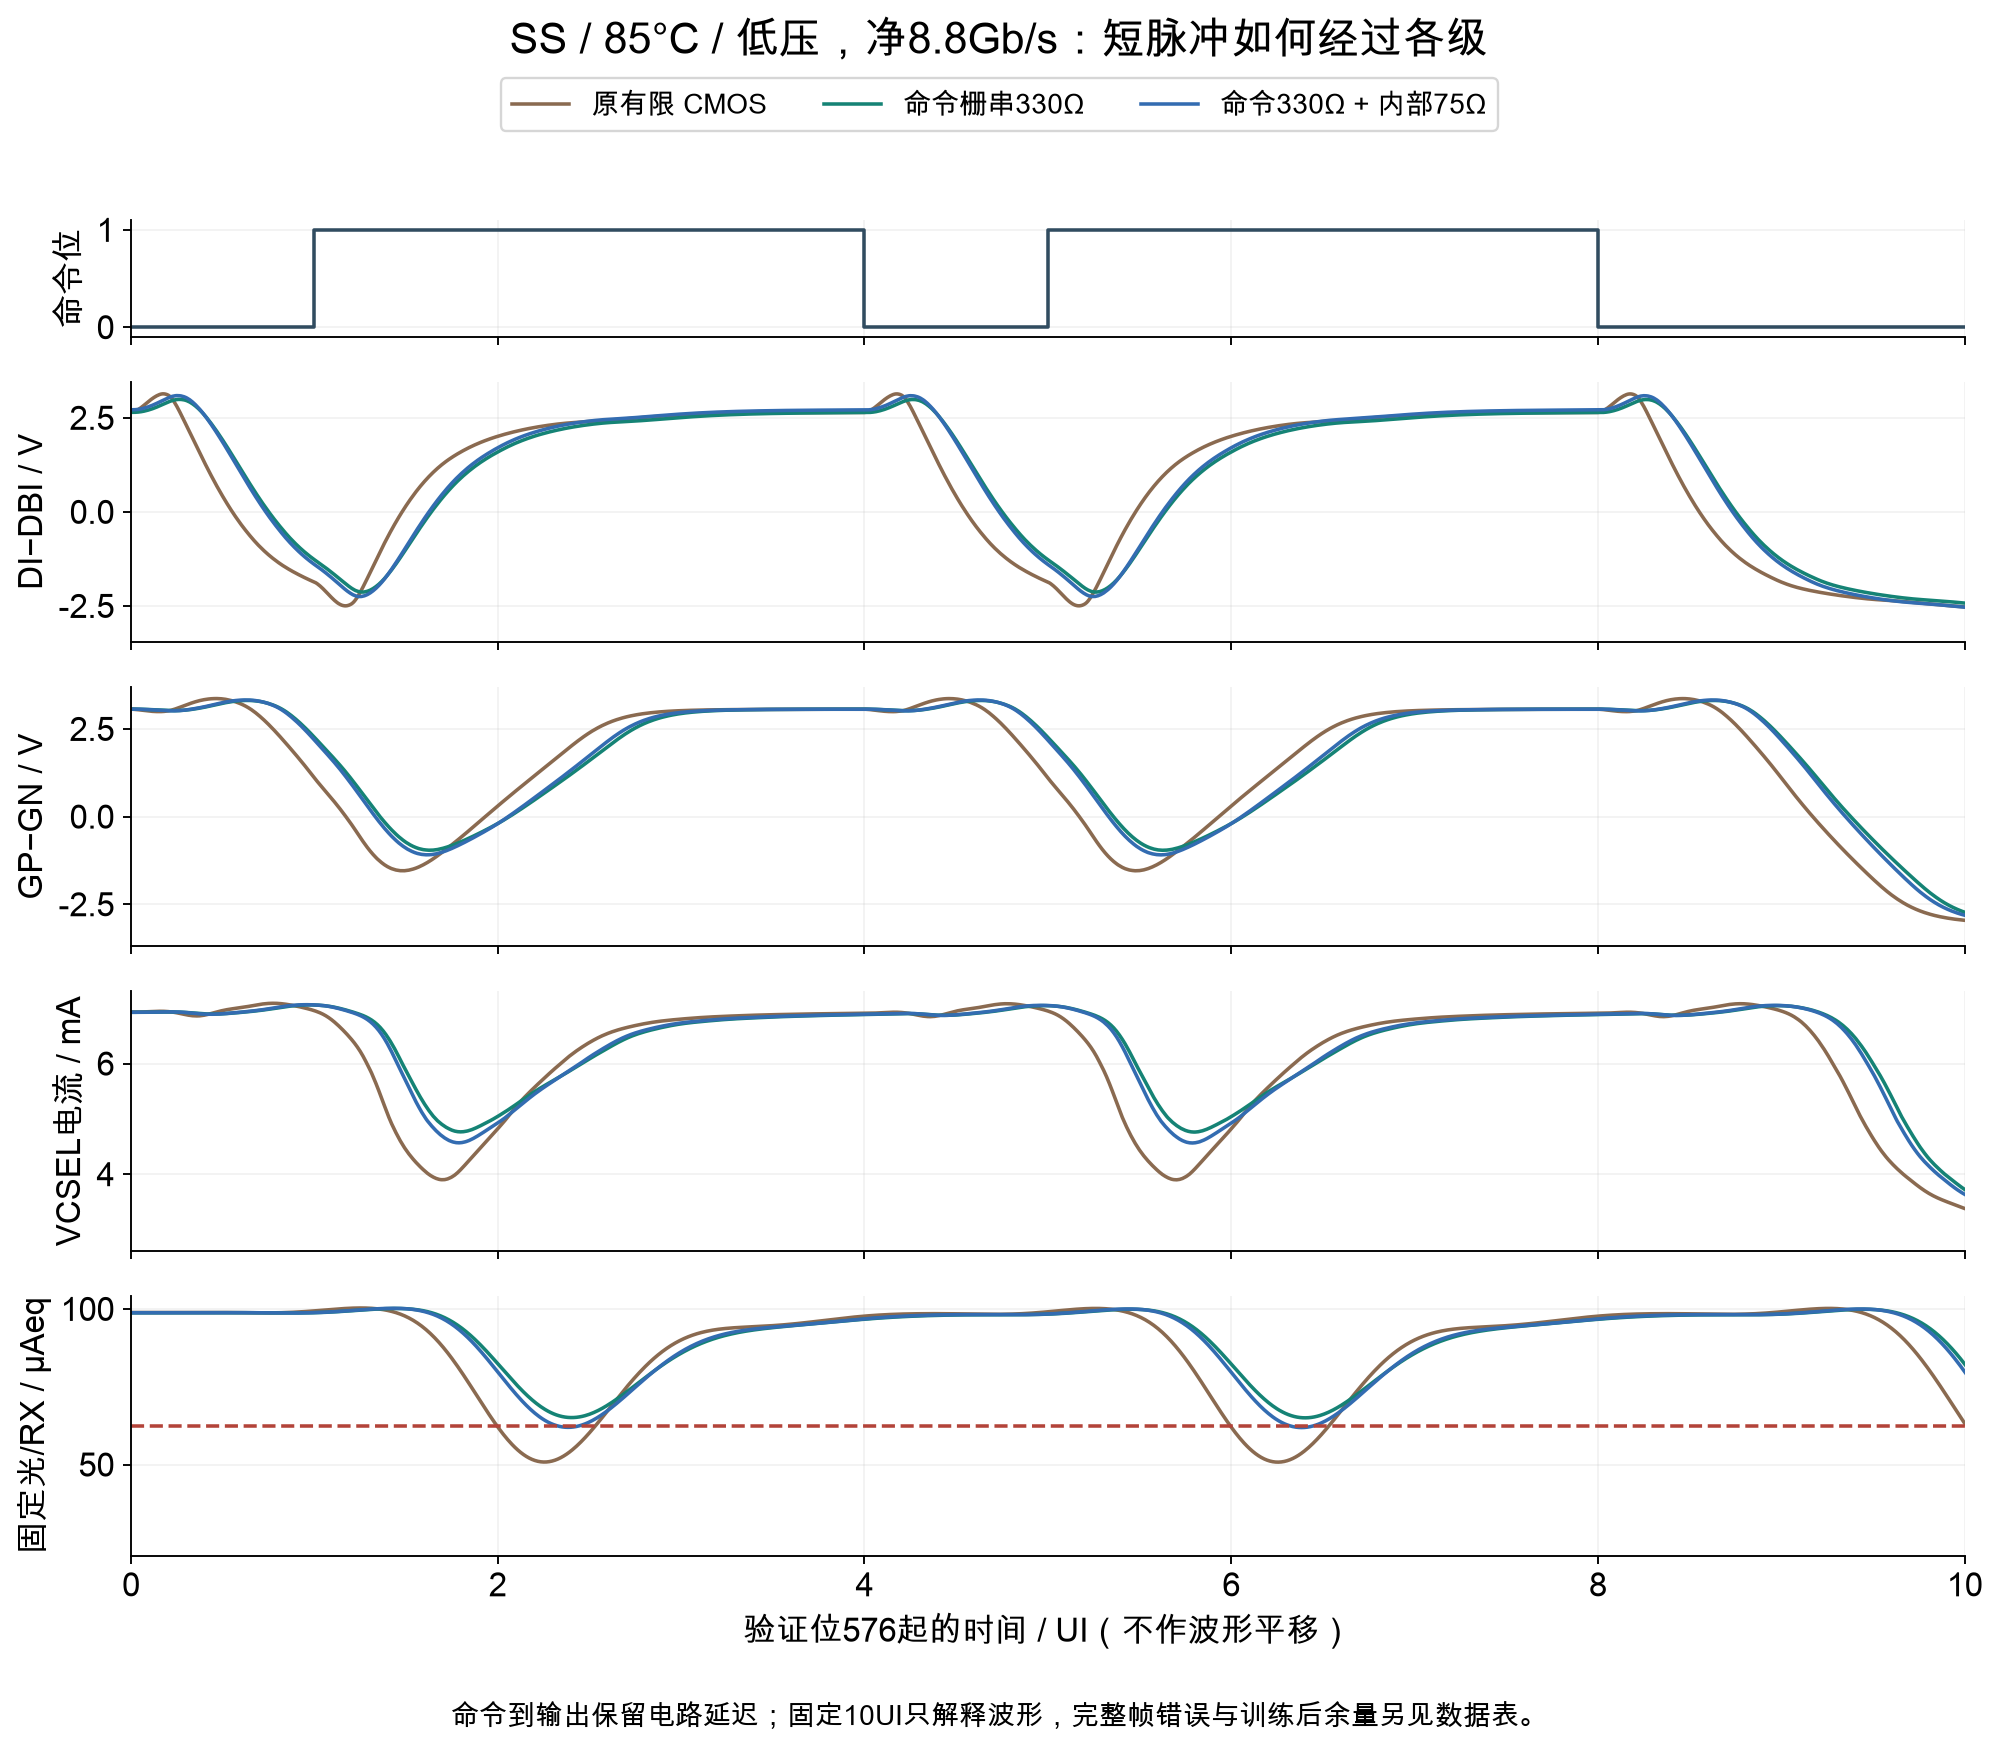 SS / 85°C / 低压，净8.8Gb/s：短脉冲如何经过各级
原有限 CMOS
命令栅串330Ω
命令330Ω + 内部75Ω
命令位
1
0
DI−DBI / V
2.5
0.0
-2.5
GP−GN / V
2.5
0.0
-2.5
VCSEL电流 / mA
6
4
固定光/RX / µAeq
100
50
0
2
4
6
8
10
验证位576起的时间 / UI（不作波形平移）
命令到输出保留电路延迟；固定10UI只解释波形，完整帧错误与训练后余量另见数据表。